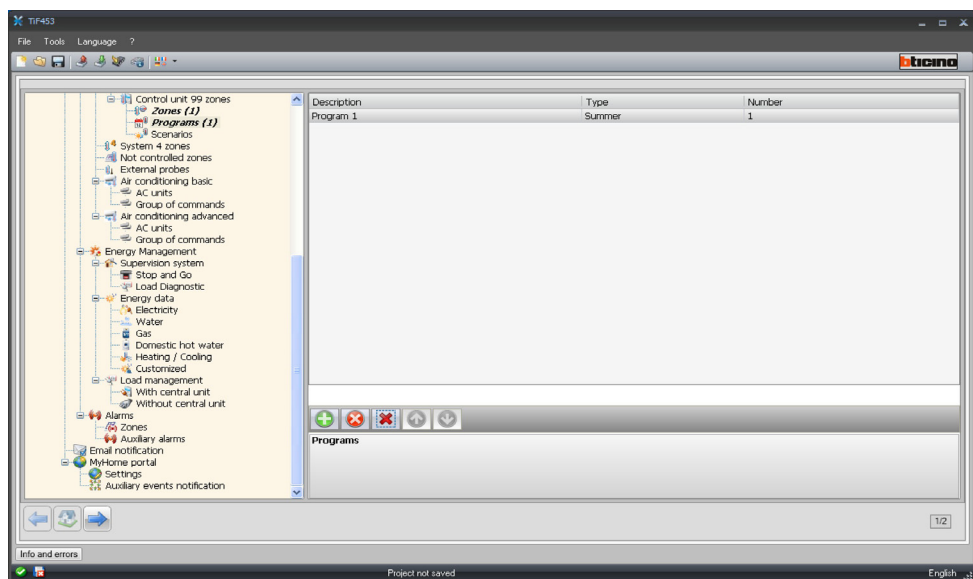 TiF453
File Tools Language ?
bticino
Control unit 99 zones
Zones (1)
Programs (1)
Scenarios
System 4 zones
Not controlled zones
External probes
Air conditioning basic
AC units
Group of commands
Air conditioning advanced
AC units
Group of commands
Energy Management
Supervision system
Stop and Go
Load Diagnostic
Energy data
Electricity
Water
Gas
Domestic hot water
Heating / Cooling
Customized
Load management
With central unit
Without central unit
Alarms
Zones
Auxiliary alarms
Email notification
MyHome portal
Settings
Auxiliary events notification
Description Type Number
Program 1 Summer 1
Programs
1/2
Info and errors
Project not saved English